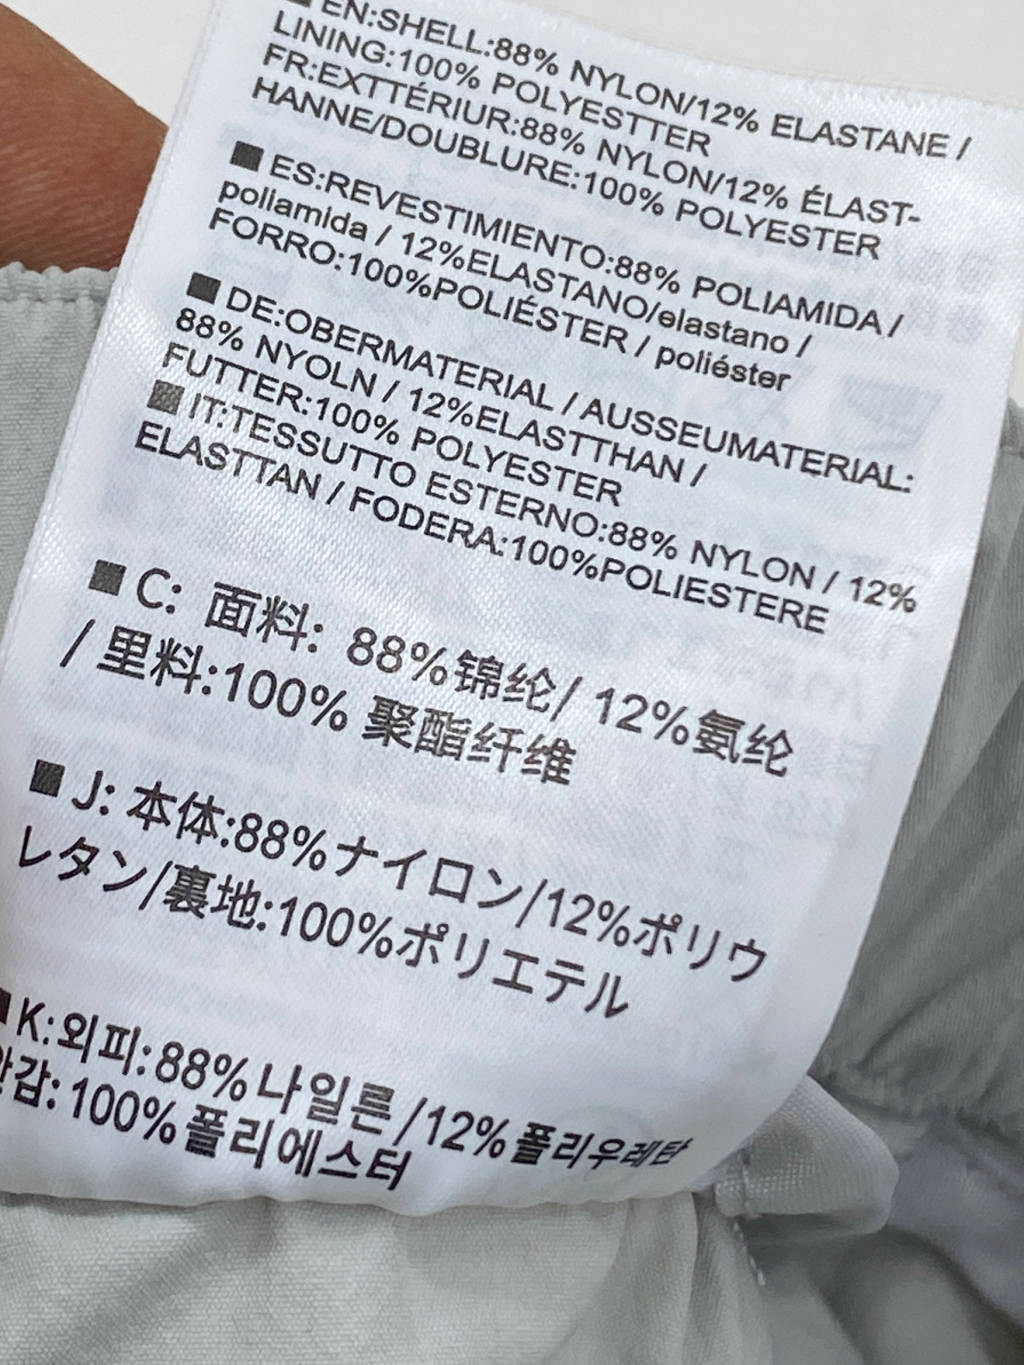 ■ EN:SHELL:88% NYLON/12% ELASTANE /
LINING:100% POLYESTTER
FR:EXTTÉRIUR:88% NYLON/12% ÉLAST-
HANNE/DOUBLURE:100% POLYESTER
■ ES:REVESTIMIENTO:88% POLIAMIDA /
poliamida / 12%ELASTANO/elastano /
FORRO:100%POLIÉSTER / poliéster
■ DE:OBERMATERIAL / AUSSEUMATERIAL:
88% NYOLN / 12%ELASTTHAN /
FUTTER:100% POLYESTER
■ IT:TESSUTTO ESTERNO:88% NYLON / 12%
ELASTTAN / FODERA:100%POLIESTERE
■ C: 面料: 88%锦纶/ 12%氨纶
/ 里料:100% 聚酯纤维
■ J: 本体:88%ナイロン/12%ポリウ
レタン/裏地:100%ポリエテル
■ K:외피:88%나일론/12%폴리우레탄
안감:100%폴리에스터